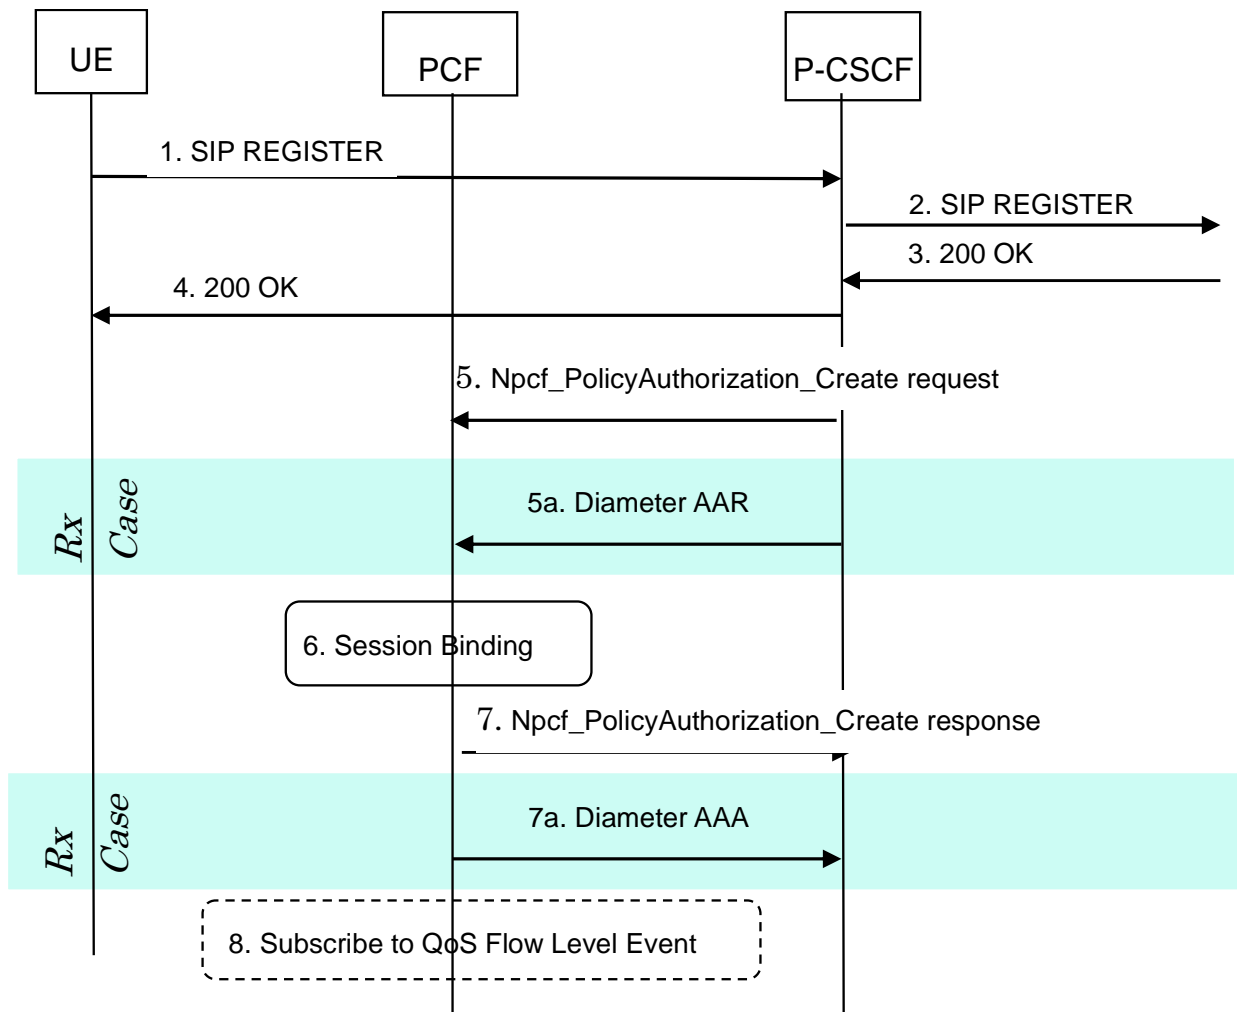 UE
PCF
P-CSCF
1. SIP REGISTER
2. SIP REGISTER
3. 200 OK
4. 200 OK
5. Npcf_PolicyAuthorization_Create request
Rx
Case
5a. Diameter AAR
6. Session Binding
7. Npcf_PolicyAuthorization_Create response
Rx
Case
7a. Diameter AAA
8. Subscribe to QoS Flow Level Event